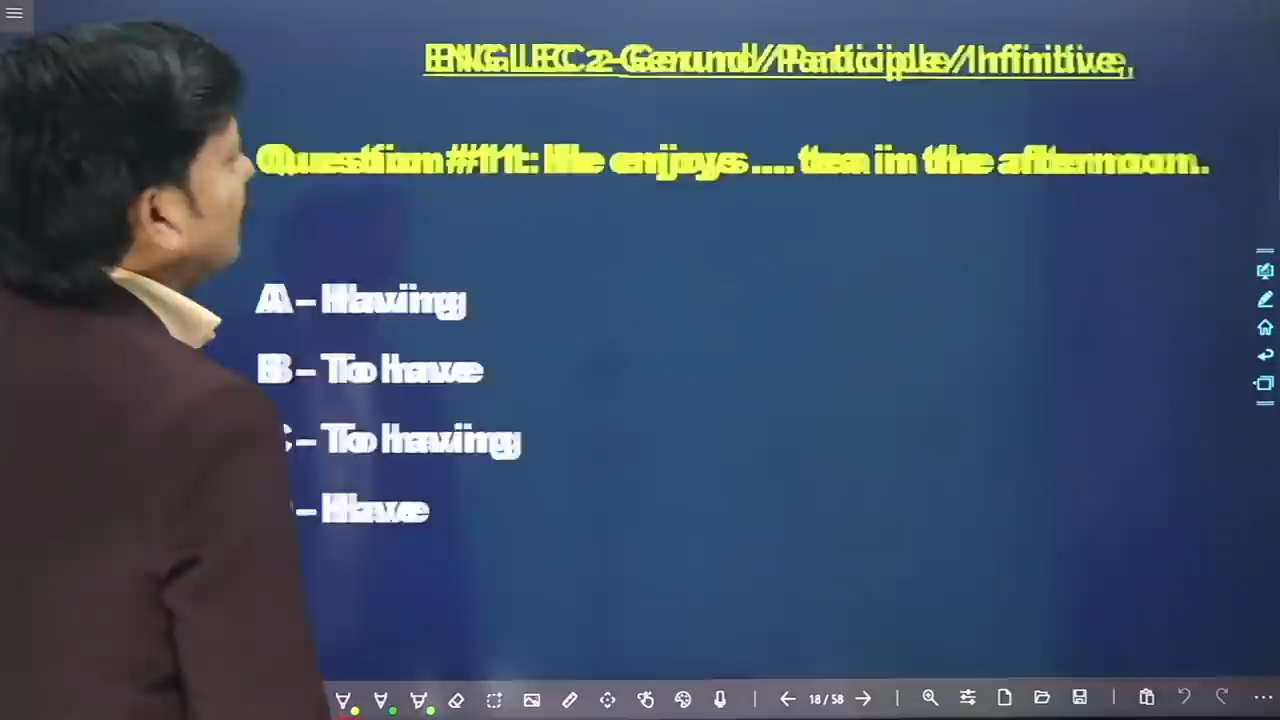 ENG LEC 2-Gerund/Participle/Infinitive,
Question #11: He enjoys .... tea in the afternoon.
A – Having
B – To have
C – To having
– Have
18 / 58